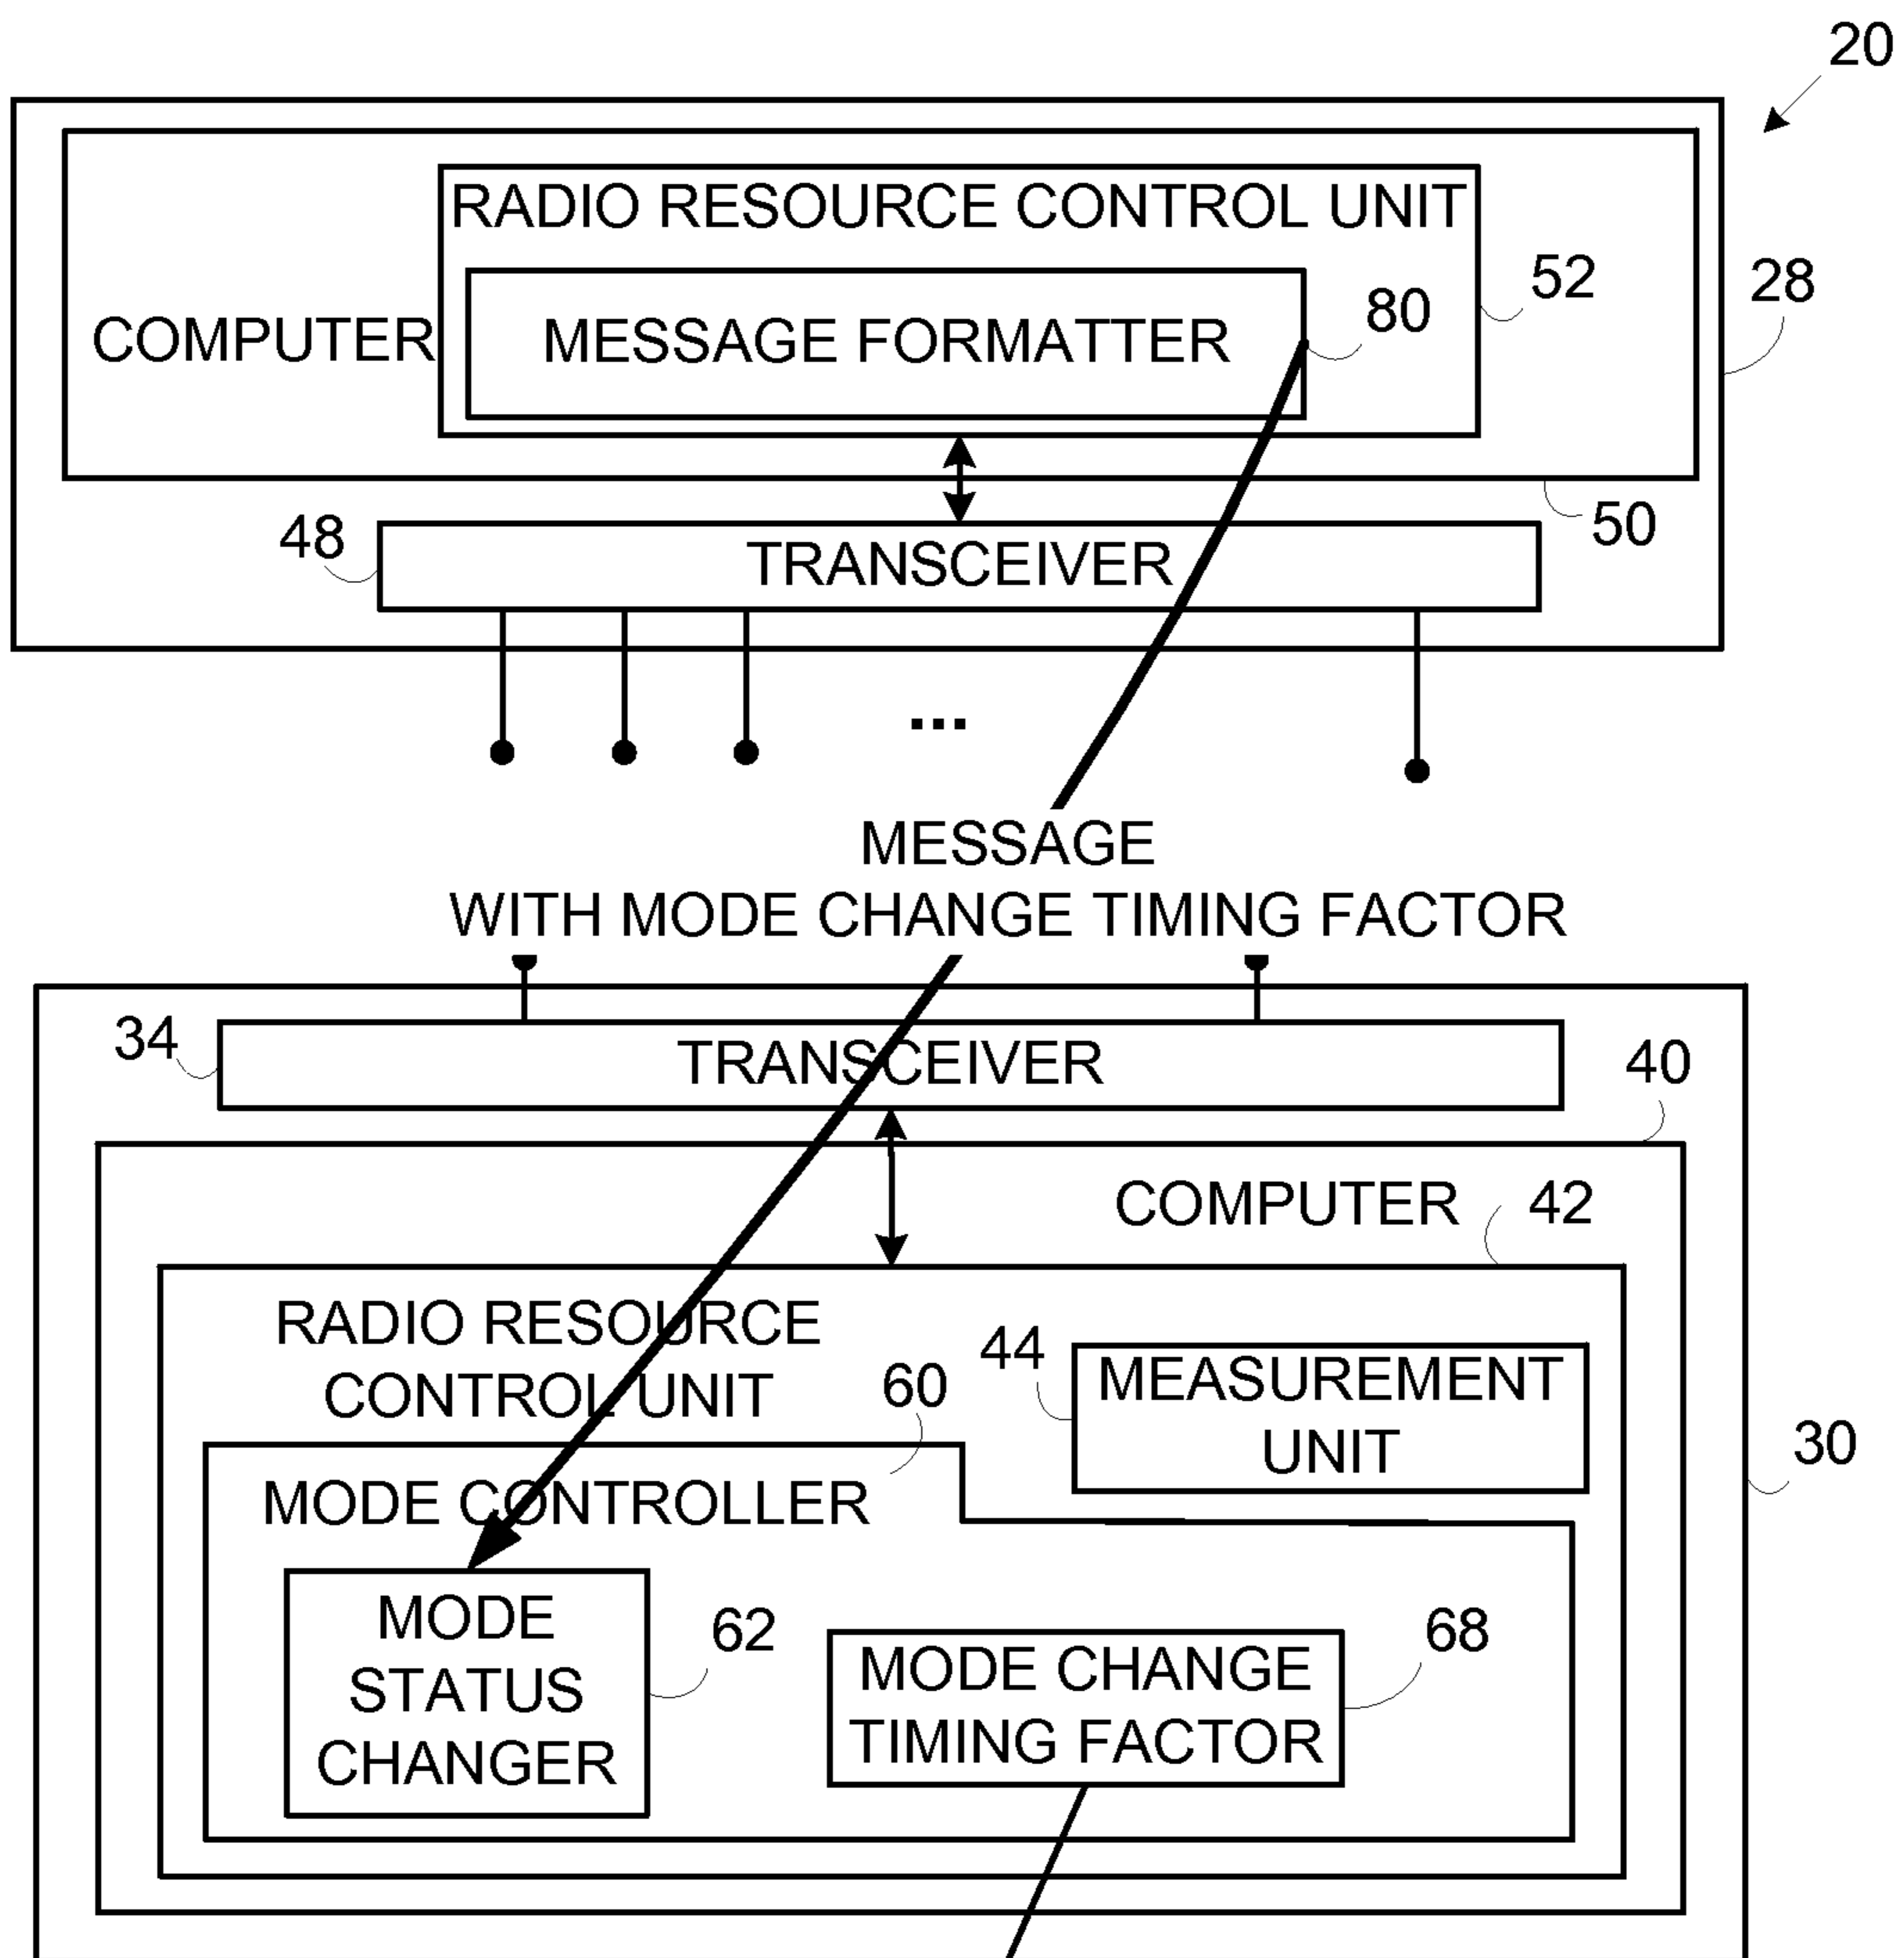 20
RADIO RESOURCE CONTROL UNIT
52
28
COMPUTER
MESSAGE FORMATTER
80
48
TRANSCEIVER
50
...
MESSAGE
WITH MODE CHANGE TIMING FACTOR
34
TRANSCEIVER
40
COMPUTER
42
RADIO RESOURCE
CONTROL UNIT
60
44
MEASUREMENT
UNIT
30
MODE CONTROLLER
MODE
STATUS
CHANGER
62
MODE CHANGE
TIMING FACTOR
68